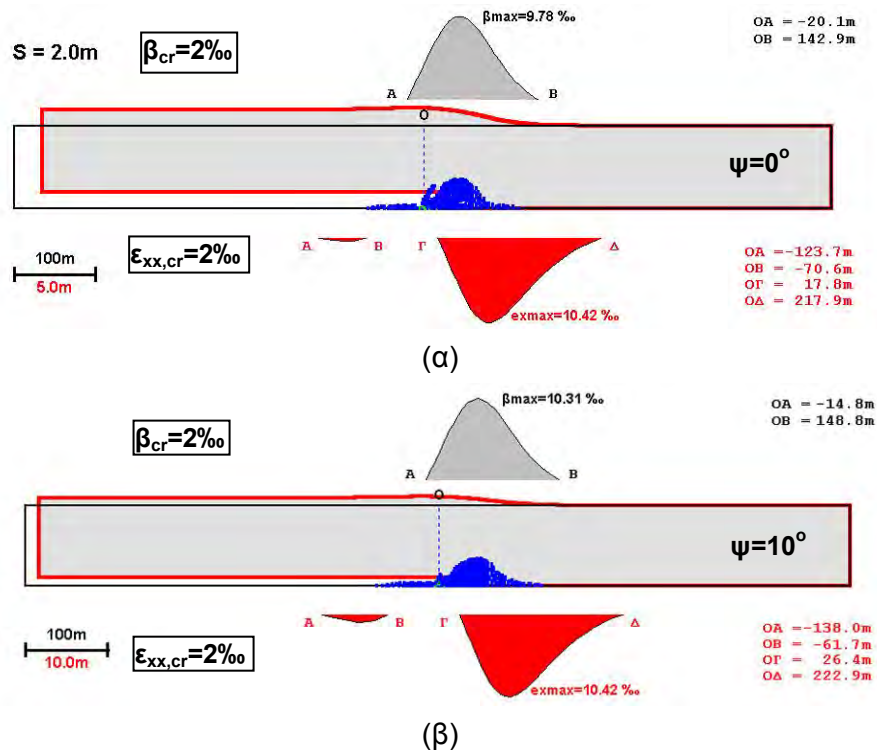 βmax=9.78 ‰
OA = -20.1m
OB = 142.9m
S = 2.0m
βcr=2‰
A
B
O
ψ=0°
A
B
Γ
Δ
100m
5.0m
εxx,cr=2‰
OA = -123.7m
OB = -70.6m
OΓ = 17.8m
OΔ = 217.9m
exmax=10.42 ‰
(α)
βmax=10.31 ‰
OA = -14.8m
OB = 148.8m
βcr=2‰
A
B
O
ψ=10°
A
B
Γ
Δ
100m
10.0m
εxx,cr=2‰
OA = -138.0m
OB = -61.7m
OΓ = 26.4m
OΔ = 222.9m
exmax=10.42 ‰
(β)